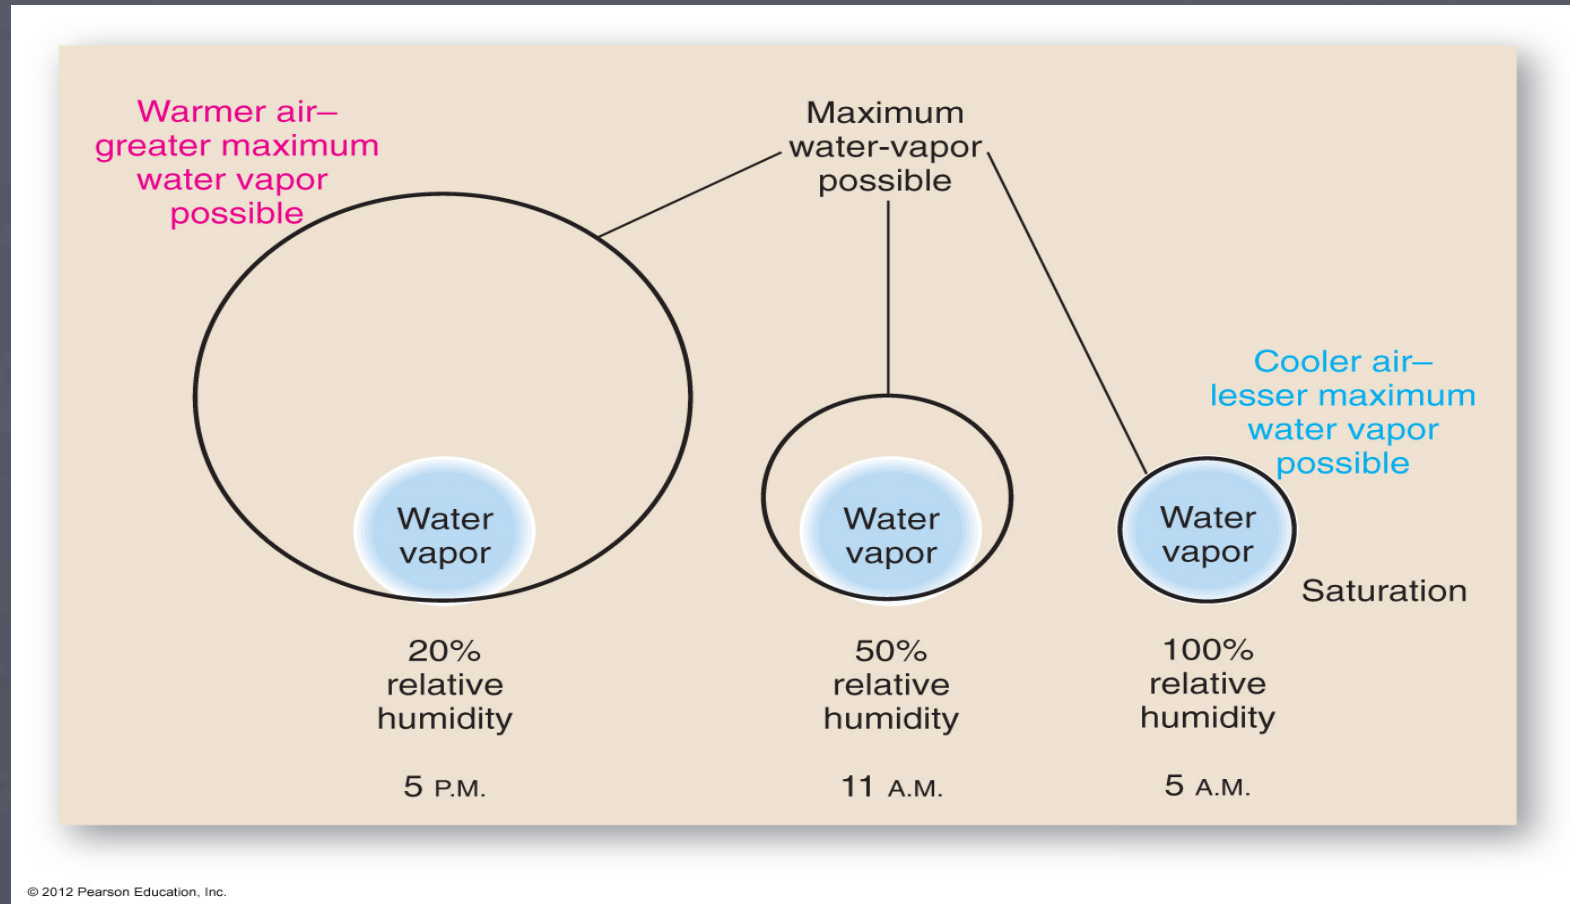 Warmer air–
greater maximum
water vapor
possible
Maximum
water-vapor
possible
Cooler air–
lesser maximum
water vapor
possible
Water
vapor
Water
vapor
Water
vapor
Saturation
20%
relative
humidity
50%
relative
humidity
100%
relative
humidity
5 P.M.
11 A.M.
5 A.M.
© 2012 Pearson Education, Inc.